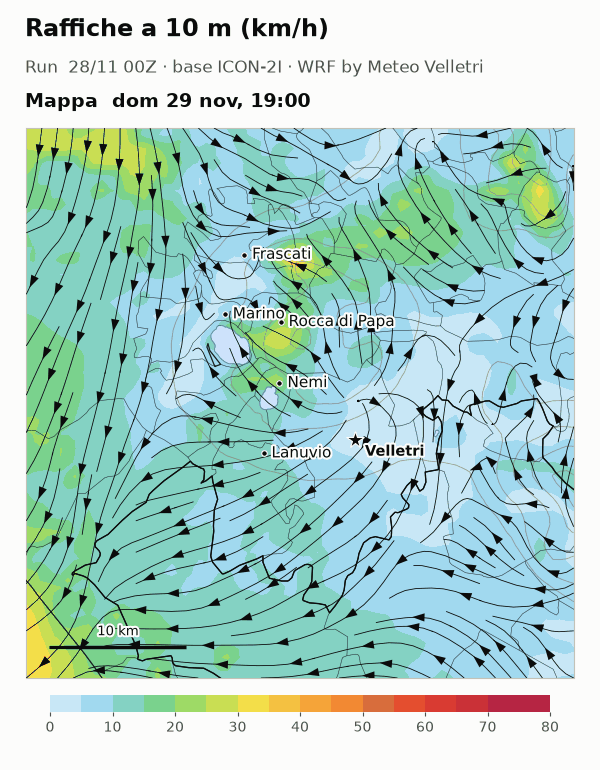 Raffiche a 10 m (km/h)
Run  28/11 00Z · base ICON-2I · WRF by Meteo Velletri
Mappa  dom 29 nov, 19:00
Frascati
Marino
Rocca di Papa
Nemi
Velletri
Lanuvio
10 km
0 10 20 30 40 50 60 70 80